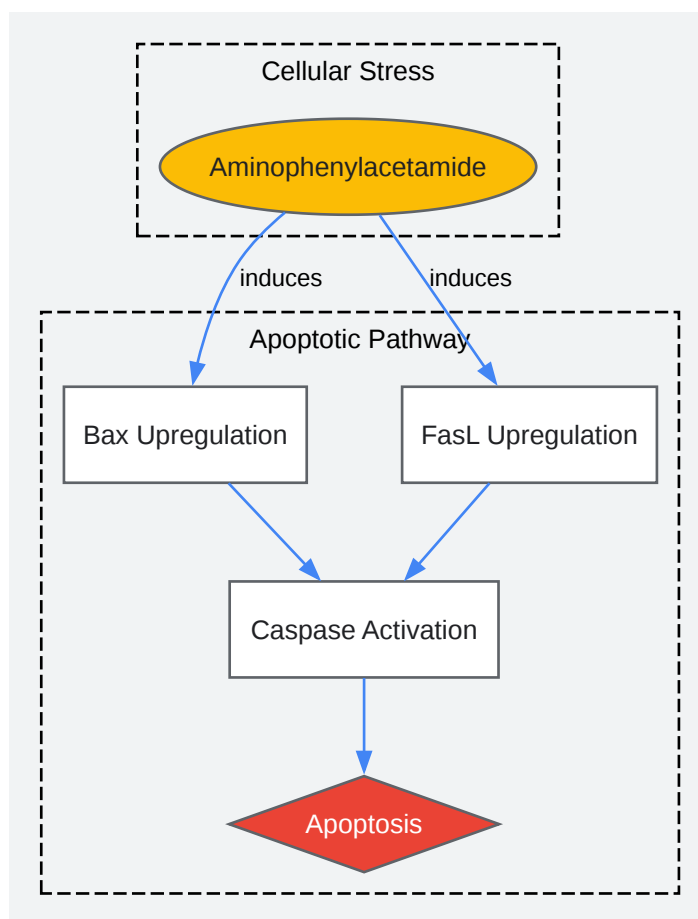 Cellular Stress
Aminophenylacetamide
induces
induces
Apoptotic Pathway
Bax Upregulation
FasL Upregulation
Caspase Activation
Apoptosis